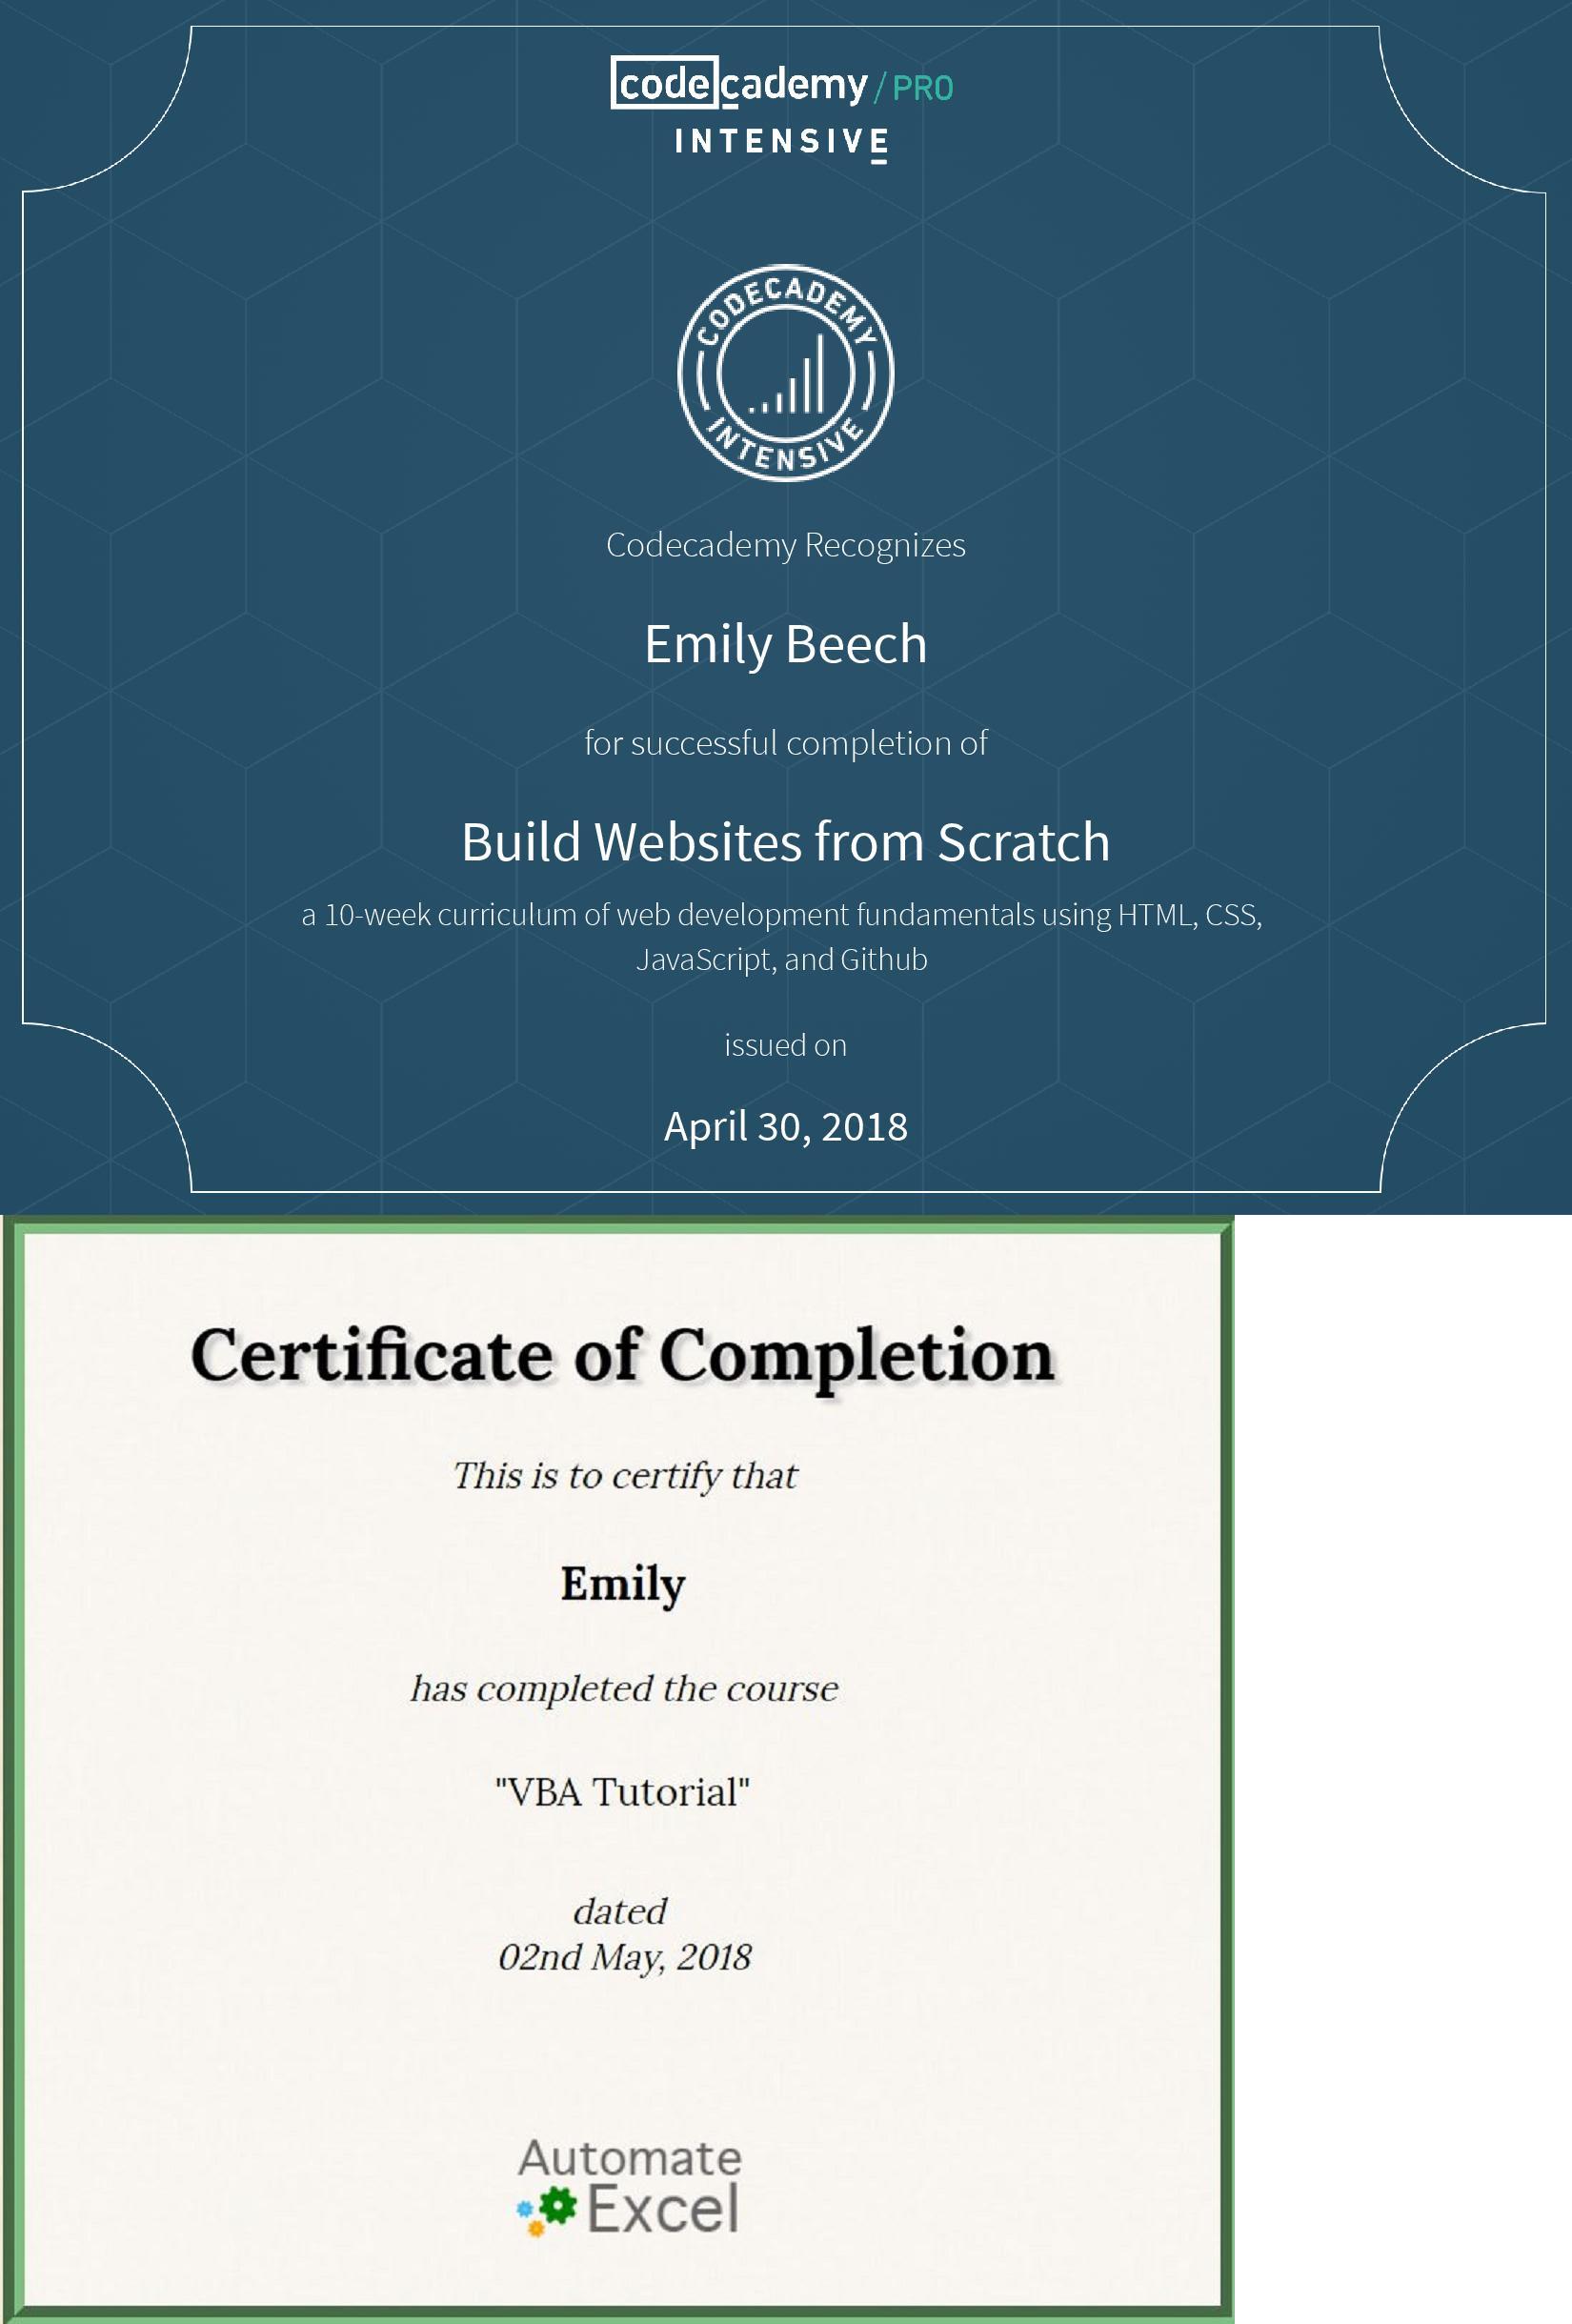 codecademy / PRO
INTENSIVE
CODECADEMY
INTENSIVE
Codecademy Recognizes
Emily Beech
for successful completion of
Build Websites from Scratch
a 10-week curriculum of web development fundamentals using HTML, CSS,
JavaScript, and Github
issued on
April 30, 2018
Certificate of Completion
This is to certify that
Emily
has completed the course
"VBA Tutorial"
dated
02nd May, 2018
Automate
Excel